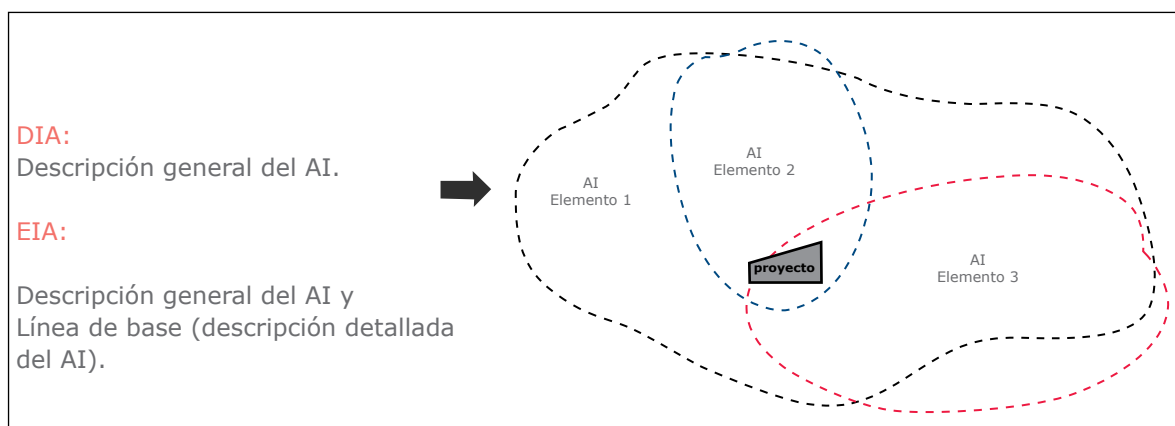 DIA:
Descripción general del AI.
EIA:
Descripción general del AI y
Línea de base (descripción detallada
del AI).
AI
Elemento 1
AI
Elemento 2
proyecto
AI
Elemento 3